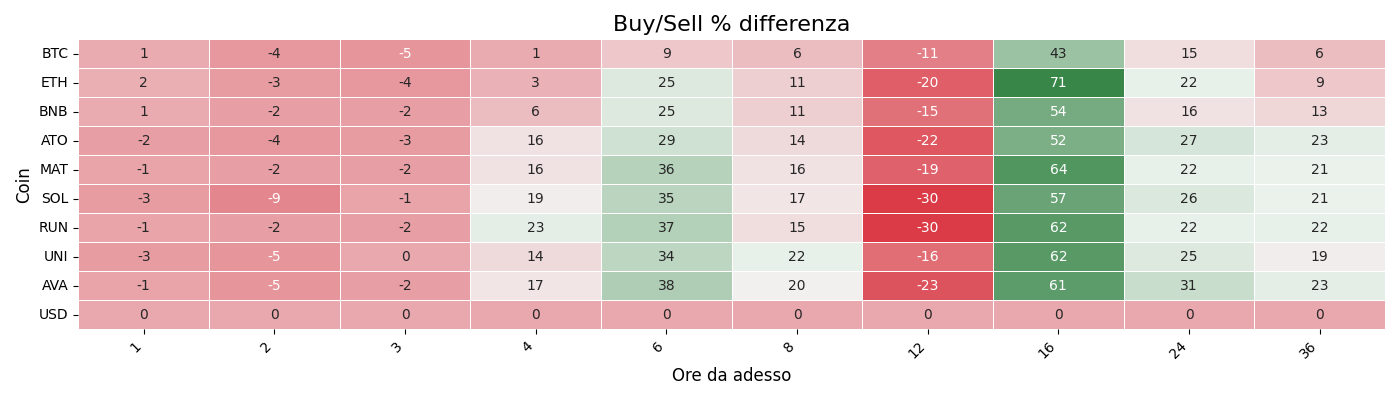 Buy/Sell % differenza
Coin
BTC 1 -4 -5 1 9 6 -11 43 15 6
ETH 2 -3 -4 3 25 11 -20 71 22 9
BNB 1 -2 -2 6 25 11 -15 54 16 13
ATO -2 -4 -3 16 29 14 -22 52 27 23
MAT -1 -2 -2 16 36 16 -19 64 22 21
SOL -3 -9 -1 19 35 17 -30 57 26 21
RUN -1 -2 -2 23 37 15 -30 62 22 22
UNI -3 -5 0 14 34 22 -16 62 25 19
AVA -1 -5 -2 17 38 20 -23 61 31 23
USD 0 0 0 0 0 0 0 0 0 0
1 2 3 4 6 8 12 16 24 36
Ore da adesso